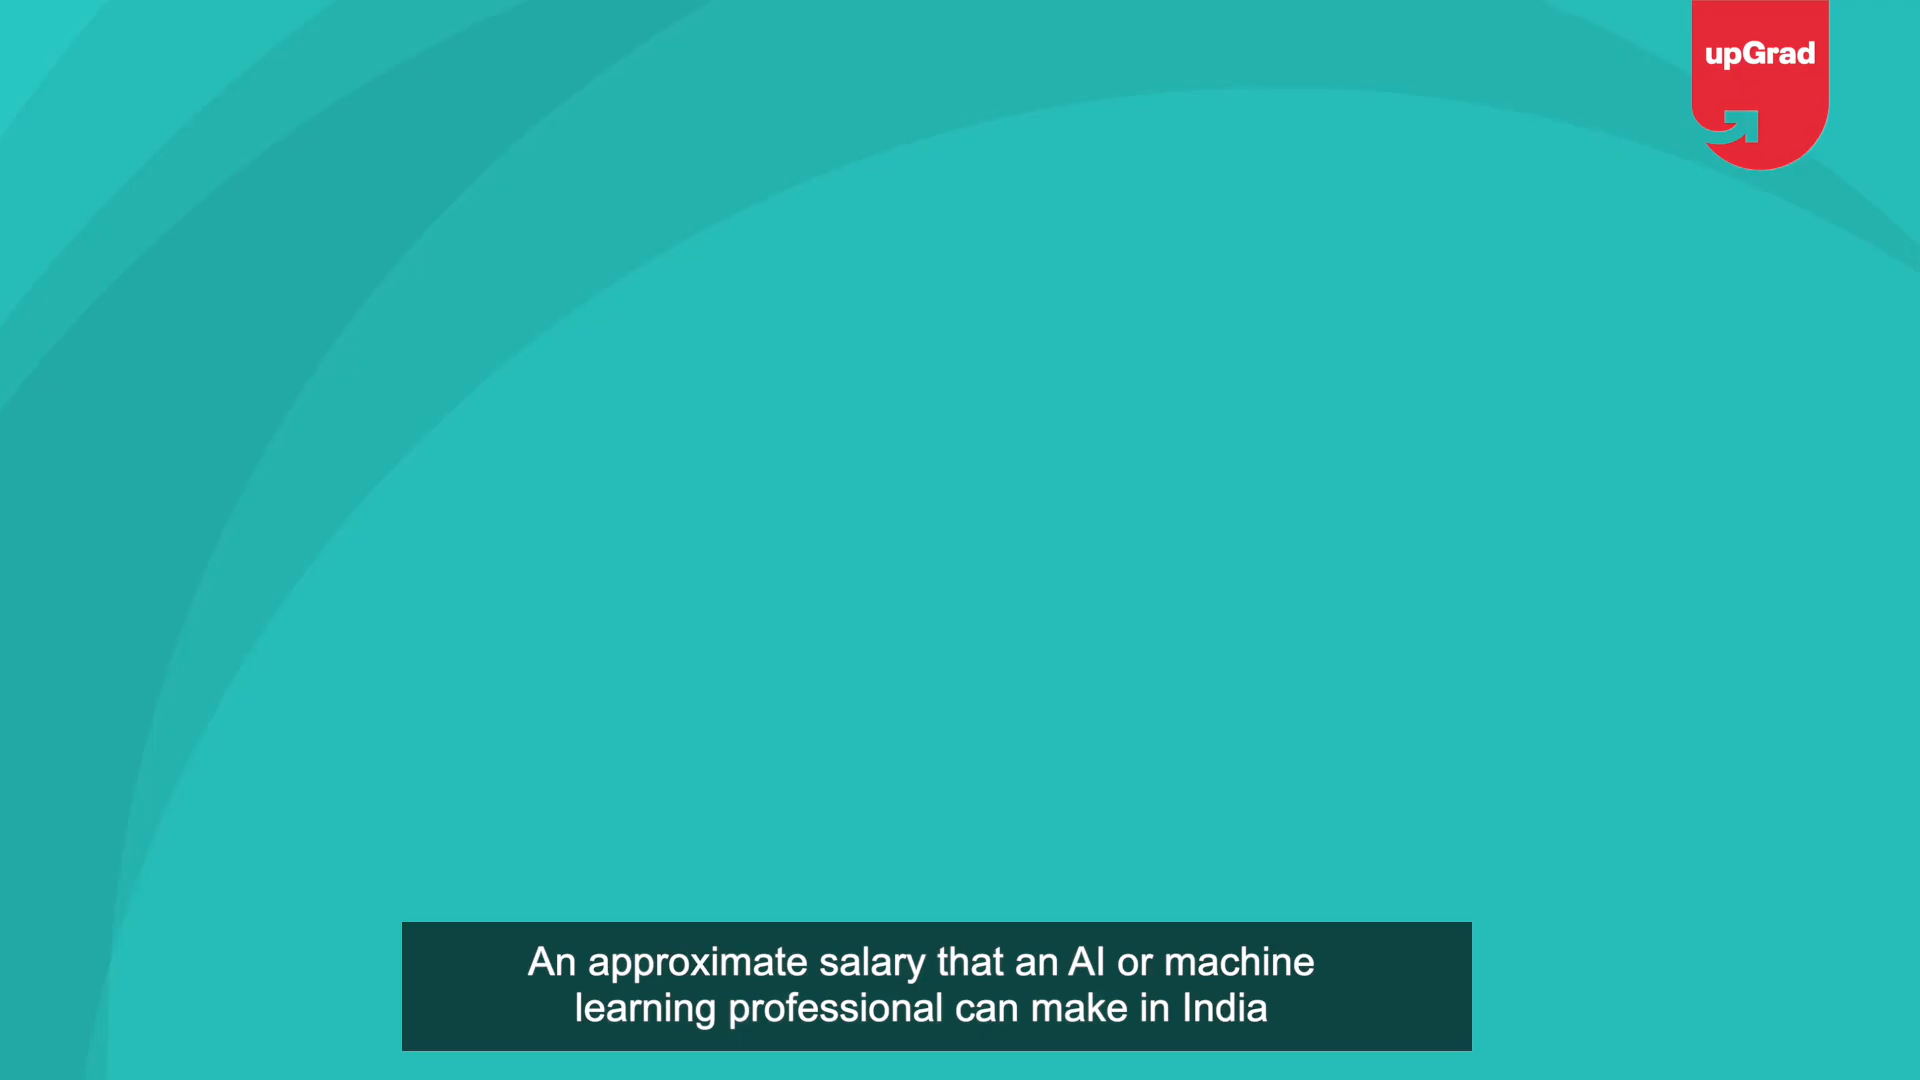 upGrad
An approximate salary that an AI or machine
learning professional can make in India